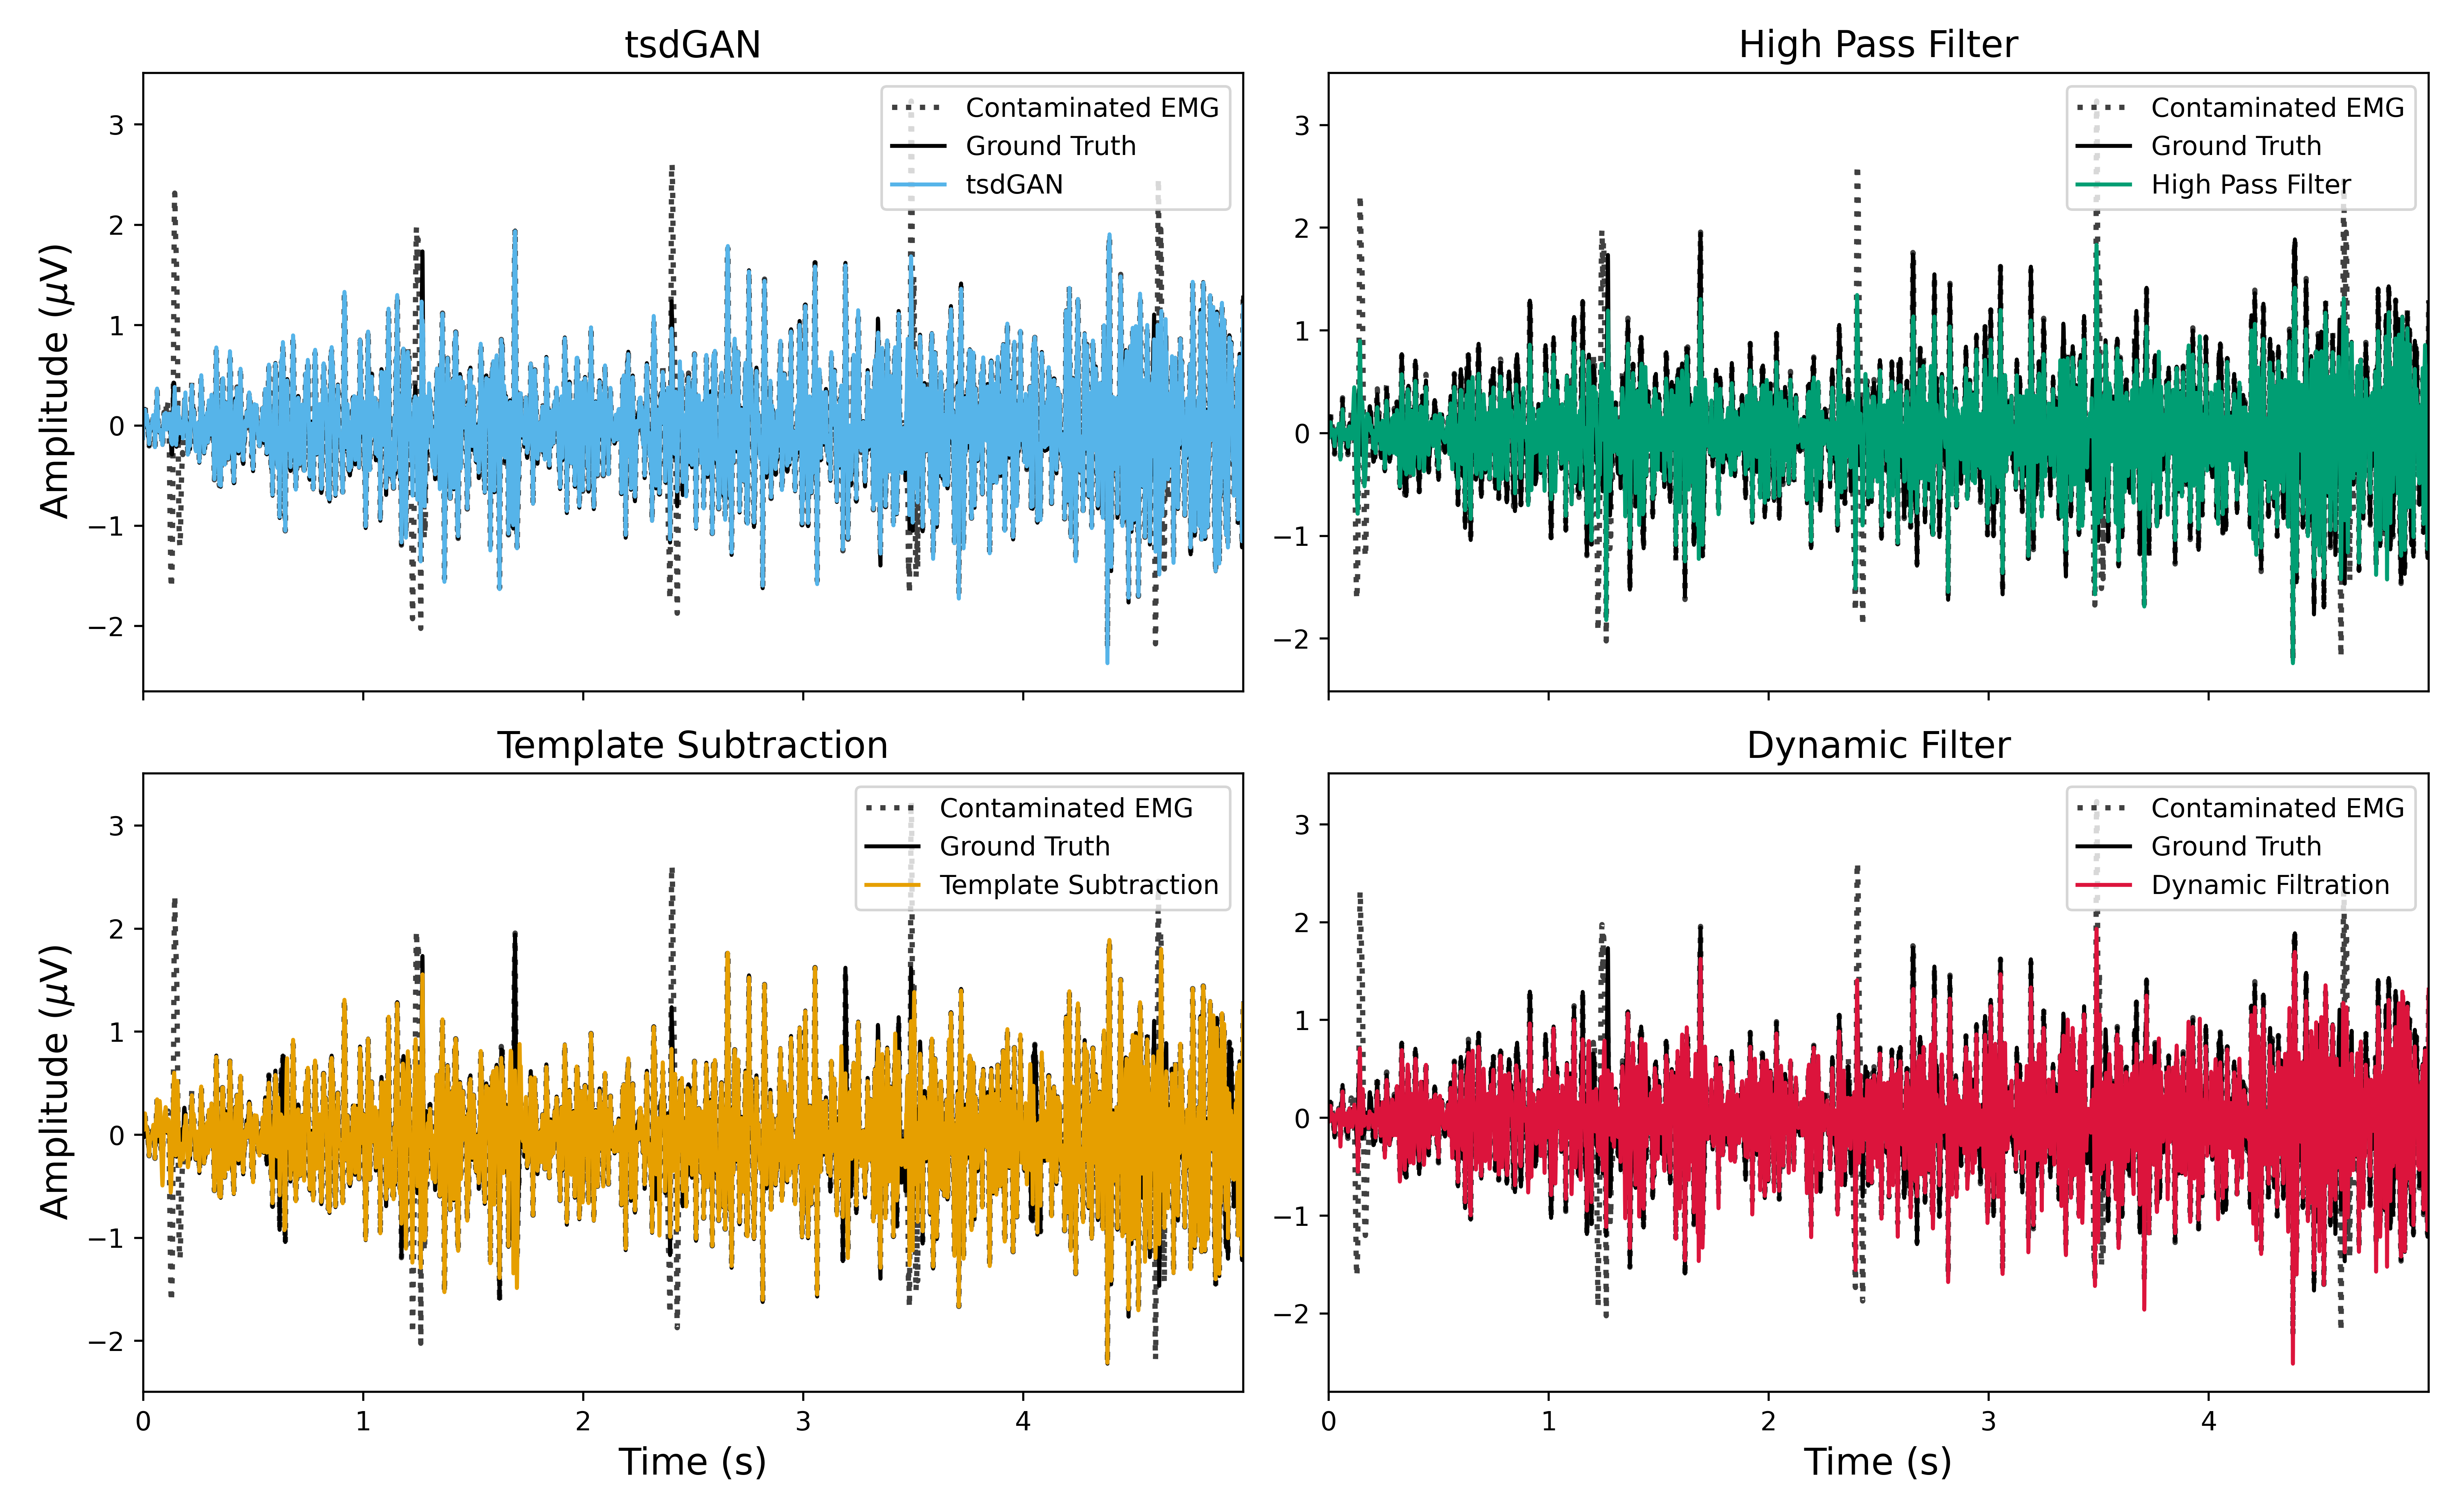 tsdGAN
Contaminated EMG
Ground Truth
tsdGAN
3
2
1
0
−1
−2
Amplitude (μV)
High Pass Filter
Contaminated EMG
Ground Truth
High Pass Filter
3
2
1
0
−1
−2
Template Subtraction
Contaminated EMG
Ground Truth
Template Subtraction
3
2
1
0
−1
−2
Amplitude (μV)
0 1 2 3 4
Time (s)
Dynamic Filter
Contaminated EMG
Ground Truth
Dynamic Filtration
3
2
1
0
−1
−2
0 1 2 3 4
Time (s)